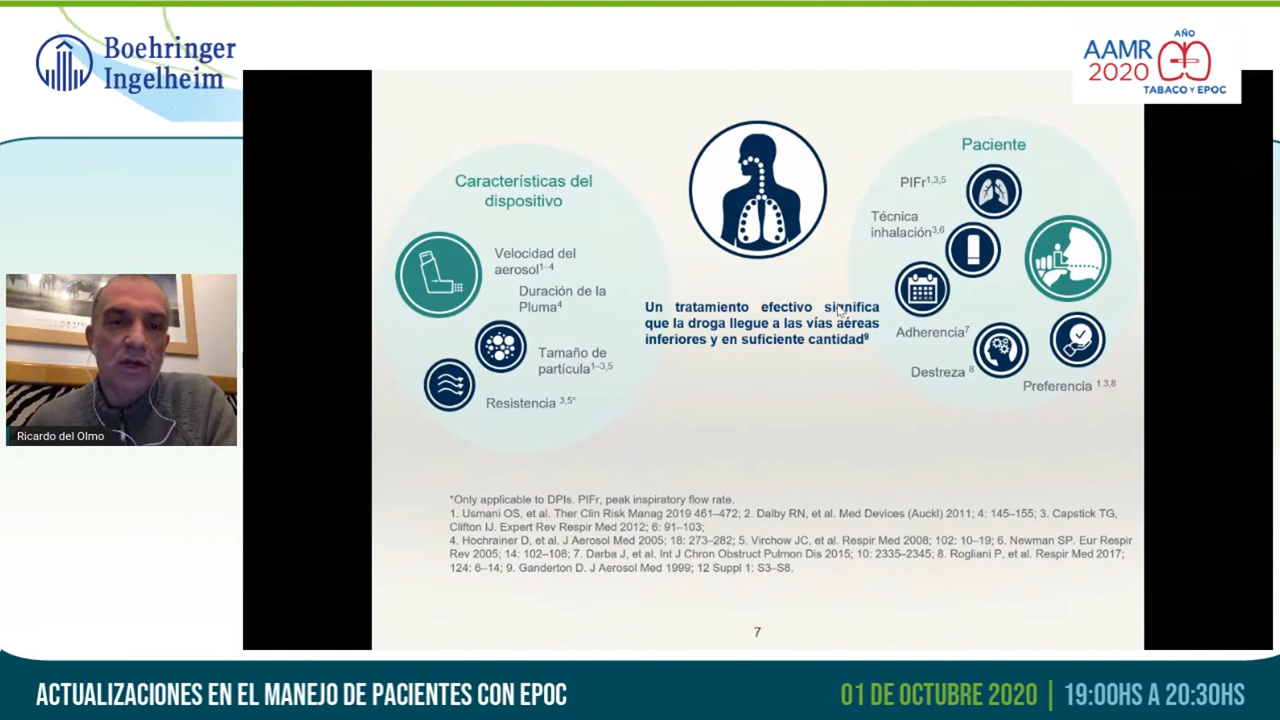 Boehringer
Ingelheim
AÑO
AAMR
2020
TABACO Y EPOC
Características del
dispositivo
Velocidad del
aerosol1–4
Duración de la
Pluma4
Tamaño de
partícula1–3,5
Resistencia 3,5*
Un tratamiento efectivo significa
que la droga llegue a las vías aéreas
inferiores y en suficiente cantidad9
Paciente
PIFr1,3,5
Técnica
inhalación3,6
Adherencia7
Destreza 8
Preferencia 1.3,8
*Only applicable to DPIs. PIFr, peak inspiratory flow rate.
1. Usmani OS, et al. Ther Clin Risk Manag 2019 461–472; 2. Dalby RN, et al. Med Devices (Auckl) 2011; 4: 145–155; 3. Capstick TG,
Clifton IJ. Expert Rev Respir Med 2012; 6: 91–103;
4. Hochrainer D, et al. J Aerosol Med 2005; 18: 273–282; 5. Virchow JC, et al. Respir Med 2008; 102: 10–19; 6. Newman SP. Eur Respir
Rev 2005; 14: 102–108; 7. Darba J, et al. Int J Chron Obstruct Pulmon Dis 2015; 10: 2335–2345; 8. Rogliani P, et al. Respir Med 2017;
124: 6–14; 9. Ganderton D. J Aerosol Med 1999; 12 Suppl 1: S3–S8.
7
Ricardo del Olmo
ACTUALIZACIONES EN EL MANEJO DE PACIENTES CON EPOC
01 DE OCTUBRE 2020 | 19:00HS A 20:30HS